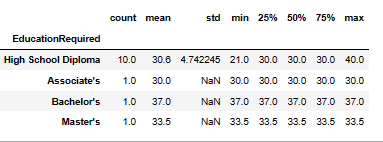 count mean std min 25% 50% 75% max
EducationRequired
High School Diploma 10.0 30.6 4.742245 21.0 30.0 30.0 30.0 40.0
Associate's 1.0 30.0 NaN 30.0 30.0 30.0 30.0 30.0
Bachelor's 1.0 37.0 NaN 37.0 37.0 37.0 37.0 37.0
Master's 1.0 33.5 NaN 33.5 33.5 33.5 33.5 33.5